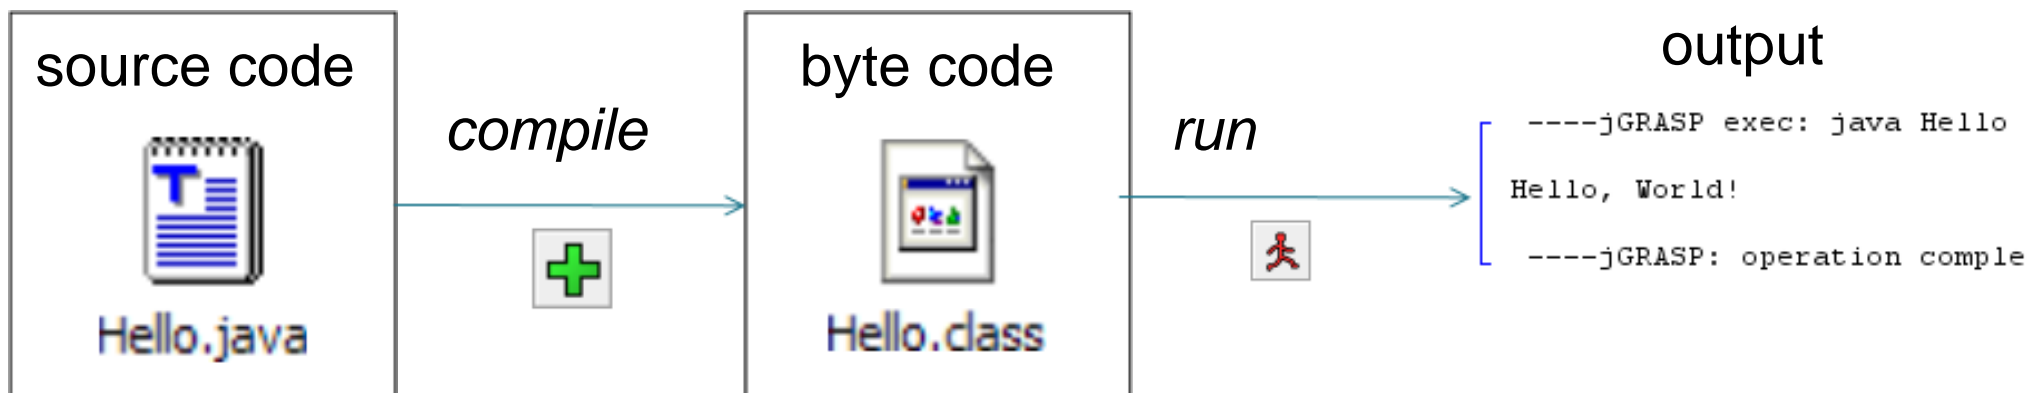 source code
Hello.java
compile
byte code
Hello.class
run
output
----jGRASP exec: java Hello
Hello, World!
----jGRASP: operation comple